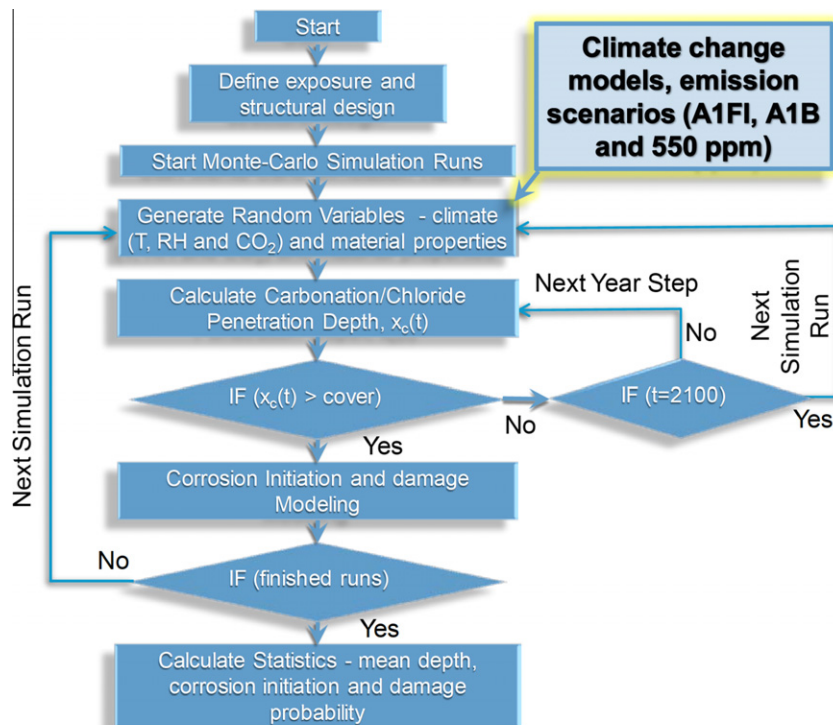 Start
Climate change
models, emission
scenarios (A1FI, A1B
and 550 ppm)
Define exposure and
structural design
Start Monte-Carlo Simulation Runs
Generate Random Variables - climate
(T, RH and CO₂) and material properties
Next Year Step
Calculate Carbonation/Chloride
Penetration Depth, x꜀(t)
No
Next
Simulation
Run
IF (x꜀(t) > cover)
No
IF (t=2100)
Yes
Yes
Next Simulation Run
Corrosion Initiation and damage
Modeling
No
IF (finished runs)
Yes
Calculate Statistics - mean depth,
corrosion initiation and damage
probability